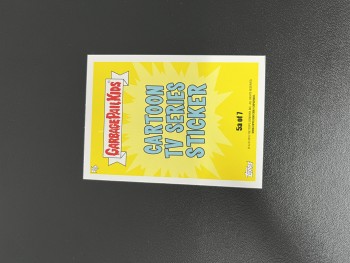 GARBAGE PAIL KIDS
CARTOON
TV SERIES
STICKER
5a of 7